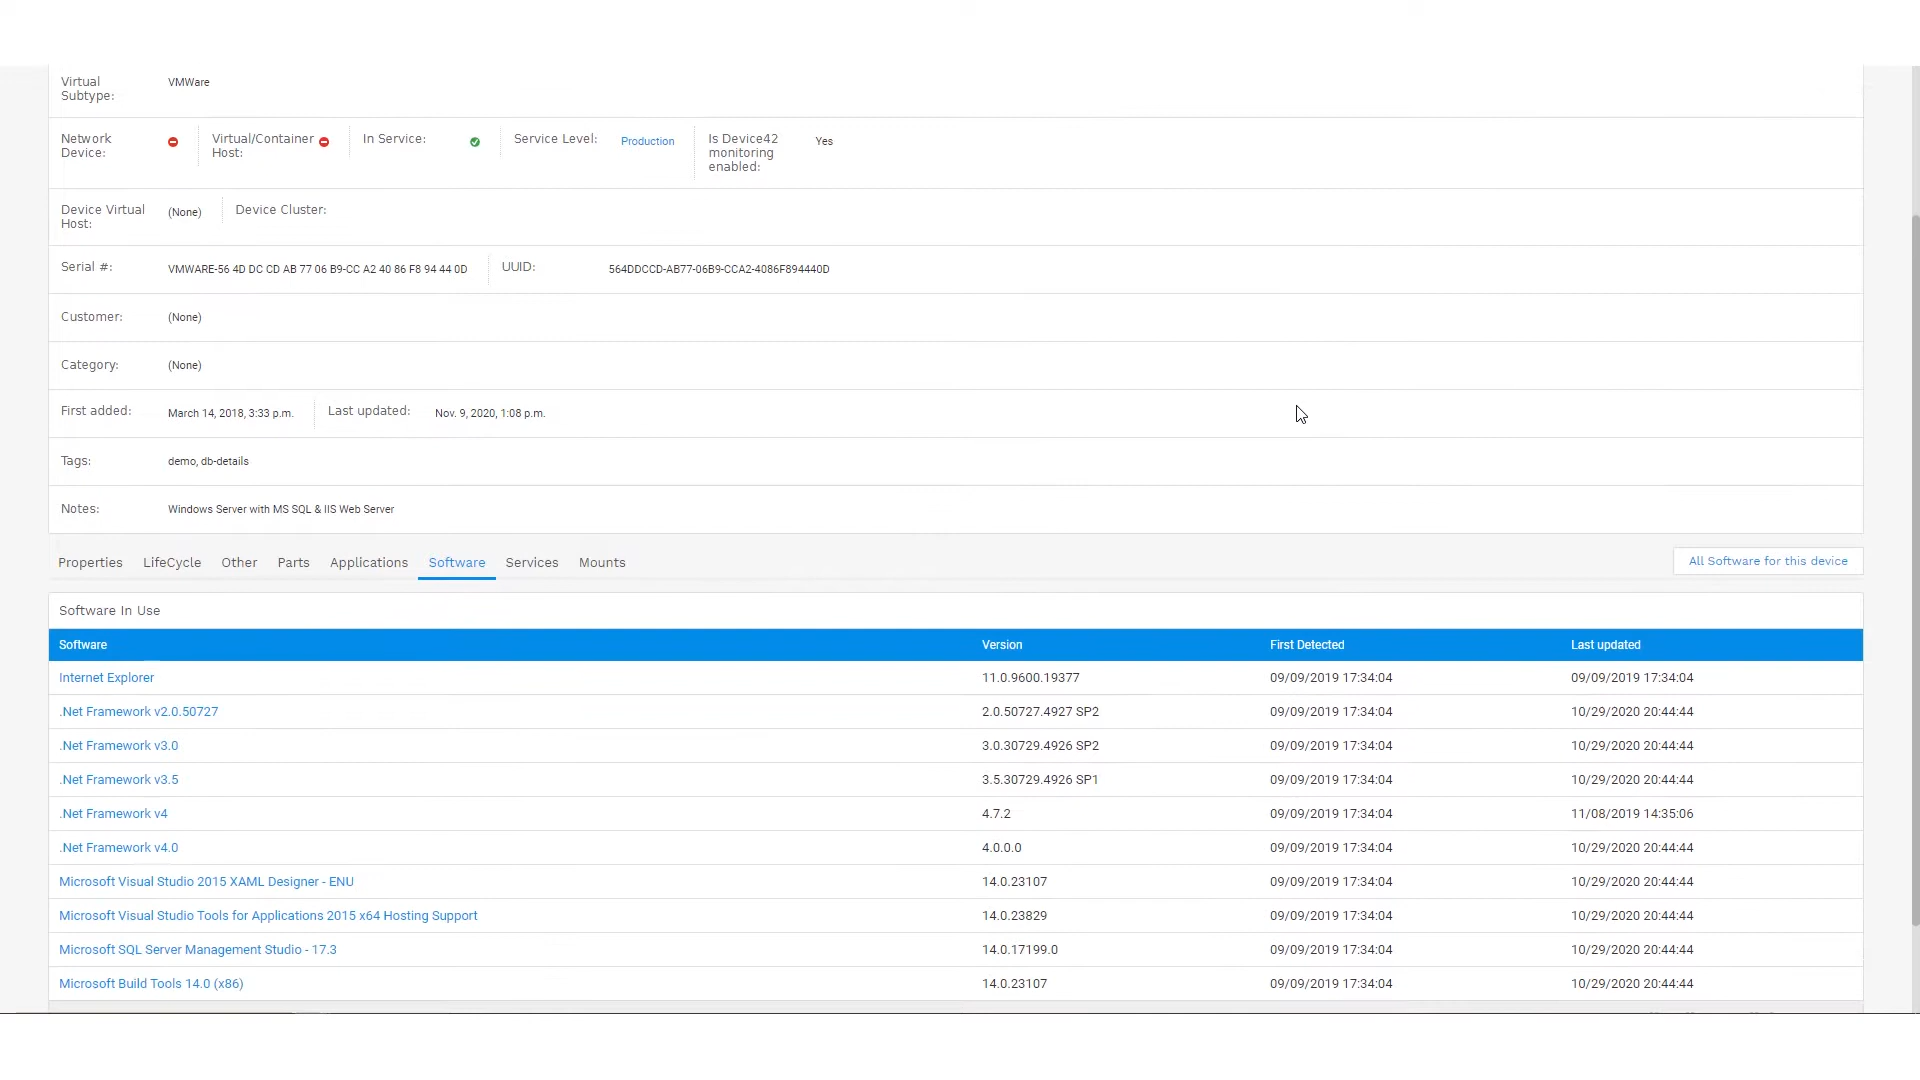 Virtual Subtype: VMWare
Network Device: Virtual/Container Host: In Service: Service Level: Production Is Device42 monitoring enabled: Yes
Device Virtual Host: (None) Device Cluster:
Serial #: VMWARE-56 4D DC CD AB 77 06 B9-CC A2 40 86 F8 94 44 0D UUID: 564DDCCD-AB77-06B9-CCA2-4086F894440D
Customer: (None)
Category: (None)
First added: March 14, 2018, 3:33 p.m. Last updated: Nov. 9, 2020, 1:08 p.m.
Tags: demo, db-details
Notes: Windows Server with MS SQL & IIS Web Server
Properties LifeCycle Other Parts Applications Software Services Mounts All Software for this device
Software In Use
Software Version First Detected Last updated
Internet Explorer 11.0.9600.19377 09/09/2019 17:34:04 09/09/2019 17:34:04
.Net Framework v2.0.50727 2.0.50727.4927 SP2 09/09/2019 17:34:04 10/29/2020 20:44:44
.Net Framework v3.0 3.0.30729.4926 SP2 09/09/2019 17:34:04 10/29/2020 20:44:44
.Net Framework v3.5 3.5.30729.4926 SP1 09/09/2019 17:34:04 10/29/2020 20:44:44
.Net Framework v4 4.7.2 09/09/2019 17:34:04 11/08/2019 14:35:06
.Net Framework v4.0 4.0.0.0 09/09/2019 17:34:04 10/29/2020 20:44:44
Microsoft Visual Studio 2015 XAML Designer - ENU 14.0.23107 09/09/2019 17:34:04 10/29/2020 20:44:44
Microsoft Visual Studio Tools for Applications 2015 x64 Hosting Support 14.0.23829 09/09/2019 17:34:04 10/29/2020 20:44:44
Microsoft SQL Server Management Studio - 17.3 14.0.17199.0 09/09/2019 17:34:04 10/29/2020 20:44:44
Microsoft Build Tools 14.0 (x86) 14.0.23107 09/09/2019 17:34:04 10/29/2020 20:44:44